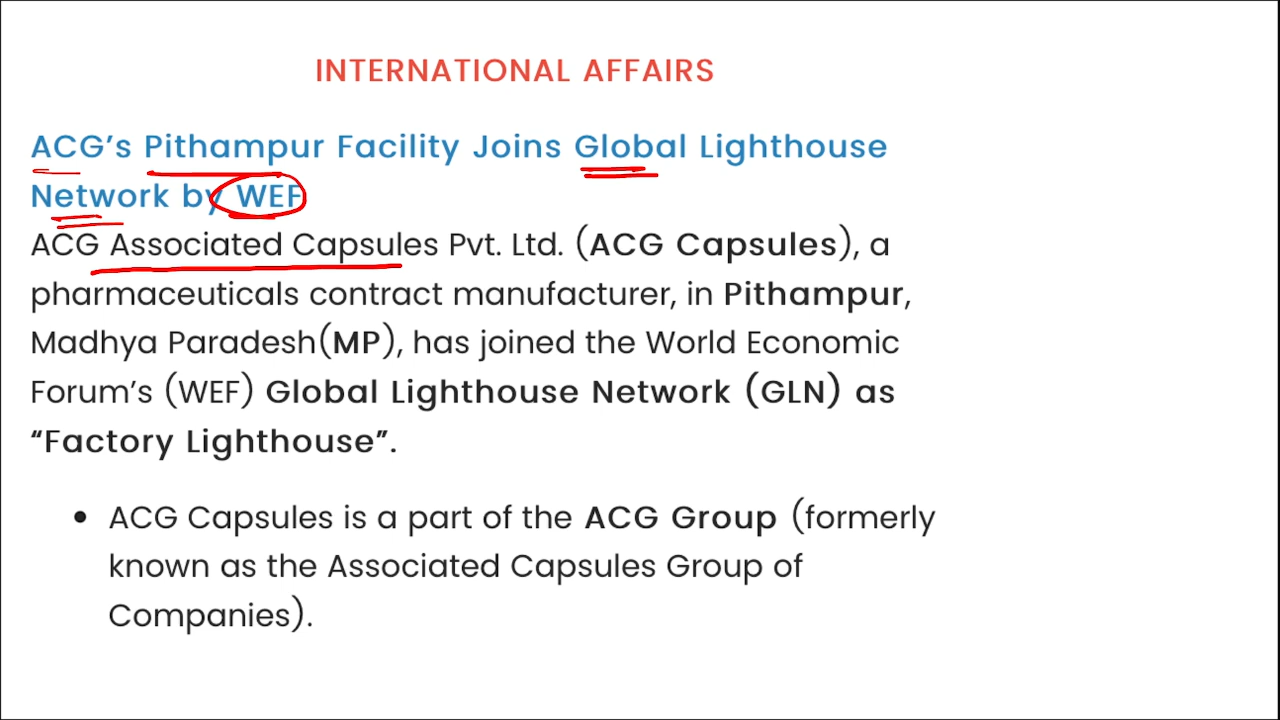 INTERNATIONAL AFFAIRS
ACG's Pithampur Facility Joins Global Lighthouse
Network by WEF
ACG Associated Capsules Pvt. Ltd. (ACG Capsules), a
pharmaceuticals contract manufacturer, in Pithampur,
Madhya Paradesh(MP), has joined the World Economic
Forum's (WEF) Global Lighthouse Network (GLN) as
“Factory Lighthouse”.
• ACG Capsules is a part of the ACG Group (formerly
known as the Associated Capsules Group of
Companies).